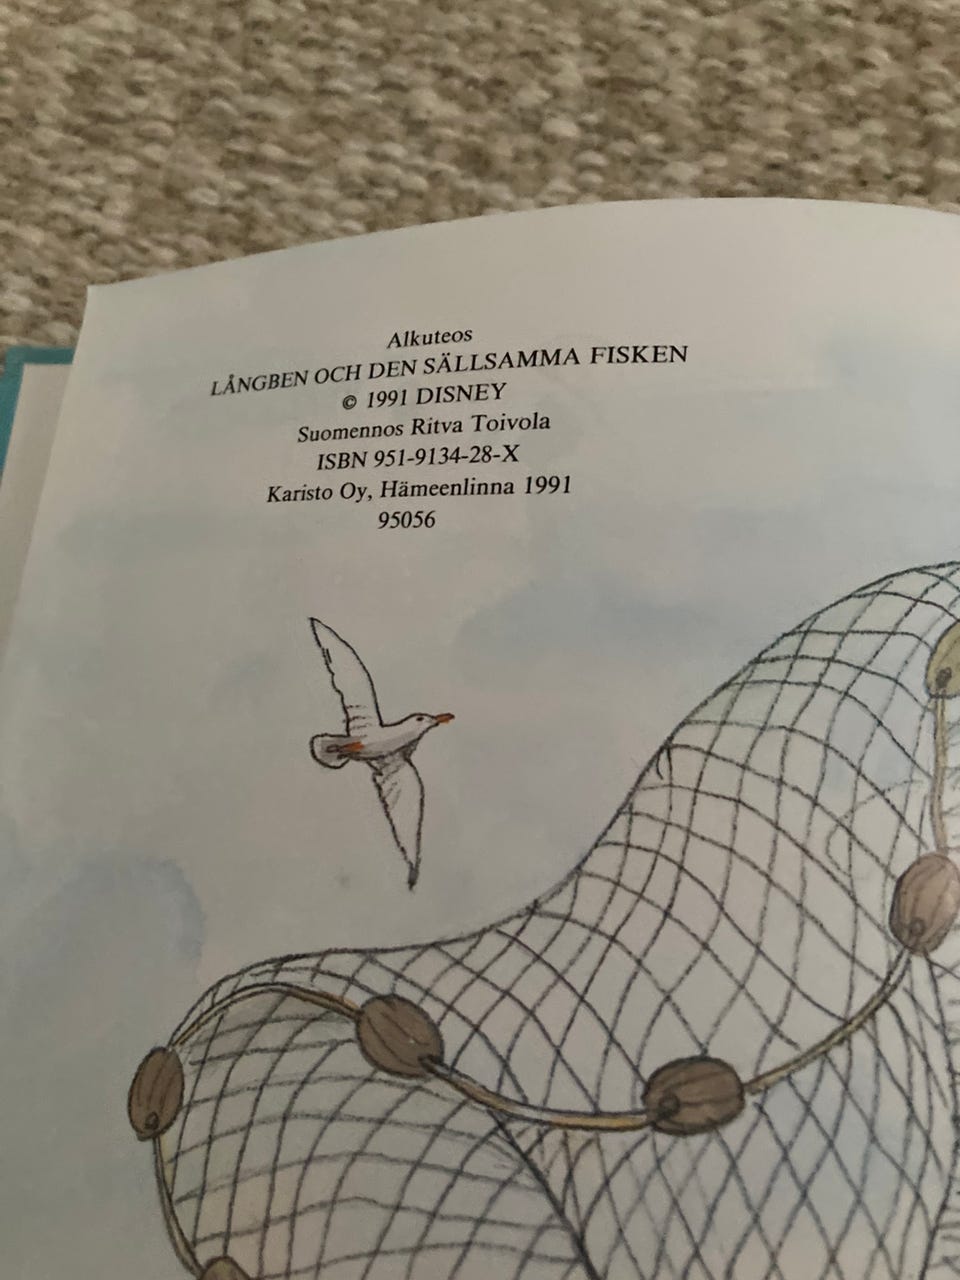 Alkuteos
LÅNGBEN OCH DEN SÄLLSAMMA FISKEN
© 1991 DISNEY
Suomennos Ritva Toivola
ISBN 951-9134-28-X
Karisto Oy, Hämeenlinna 1991
95056